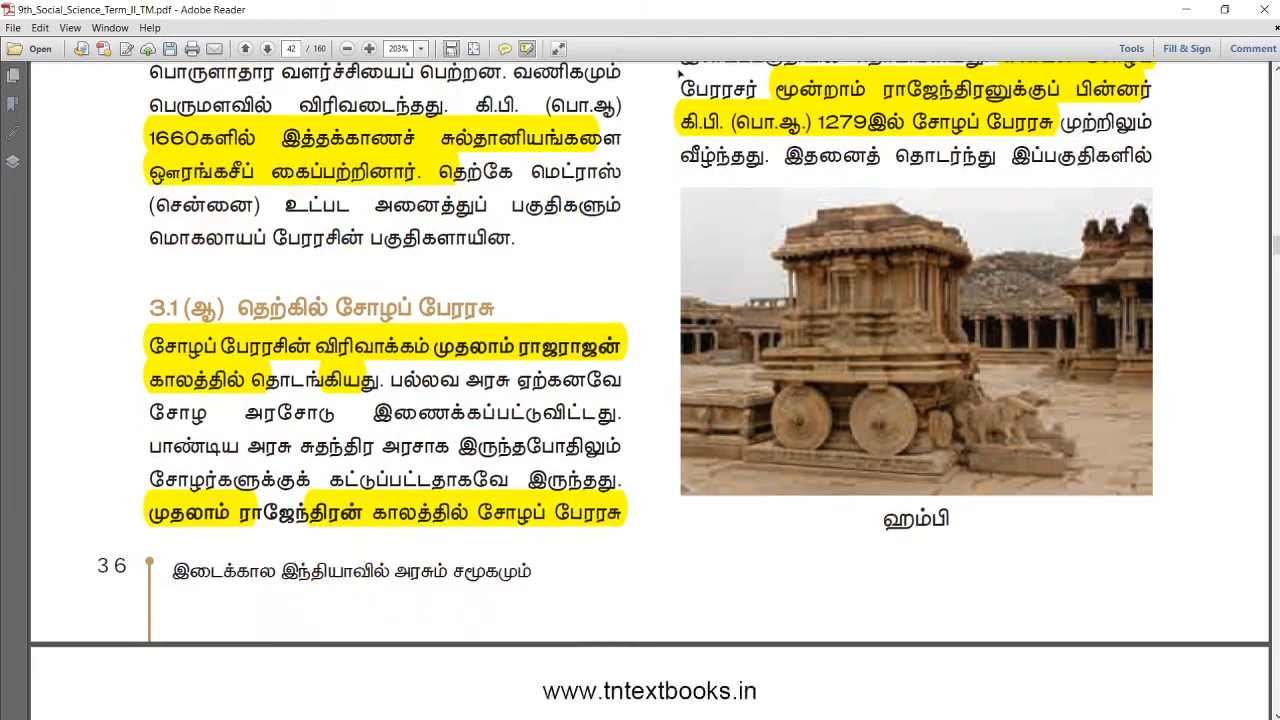 9th_Social_Science_Term_II_TM.pdf - Adobe Reader
File Edit View Window Help
Open 42 / 160 203% Tools Fill & Sign Comment
பொருளாதார வளர்ச்சியைப் பெற்றன. வணிகமும்
பெருமளவில் விரிவடைந்தது. கி.பி. (பொ.ஆ)
1660களில் இத்தக்காணச் சுல்தானியங்களை
ஔரங்கசீப் கைப்பற்றினார். தெற்கே மெட்ராஸ்
(சென்னை) உட்பட அனைத்துப் பகுதிகளும்
மொகலாயப் பேரரசின் பகுதிகளாயின.
3.1 (ஆ) தெற்கில் சோழப் பேரரசு
சோழப் பேரரசின் விரிவாக்கம் முதலாம் ராஜராஜன்
காலத்தில் தொடங்கியது. பல்லவ அரசு ஏற்கனவே
சோழ அரசோடு இணைக்கப்பட்டுவிட்டது.
பாண்டிய அரசு சுதந்திர அரசாக இருந்தபோதிலும்
சோழர்களுக்குக் கட்டுப்பட்டதாகவே இருந்தது.
முதலாம் ராஜேந்திரன் காலத்தில் சோழப் பேரரசு
பேரரசர் மூன்றாம் ராஜேந்திரனுக்குப் பின்னர்
கி.பி. (பொ.ஆ.) 1279இல் சோழப் பேரரசு முற்றிலும்
வீழ்ந்தது. இதனைத் தொடர்ந்து இப்பகுதிகளில்
ஹம்பி
36 இடைக்கால இந்தியாவில் அரசும் சமூகமும்
www.tntextbooks.in